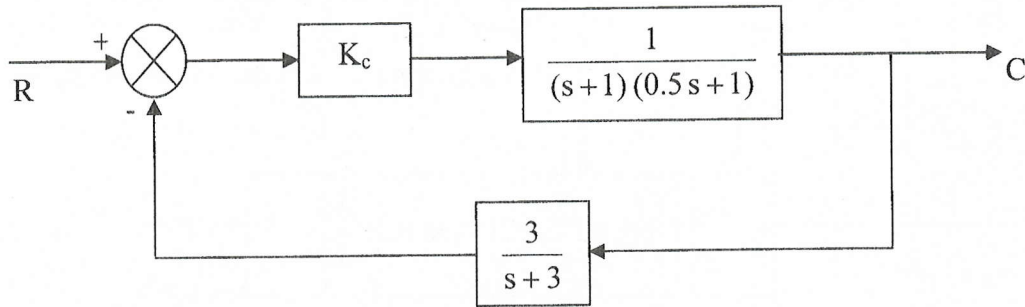 +
R
-
K_c
1
(s+1)(0.5s+1)
C
3
s+3